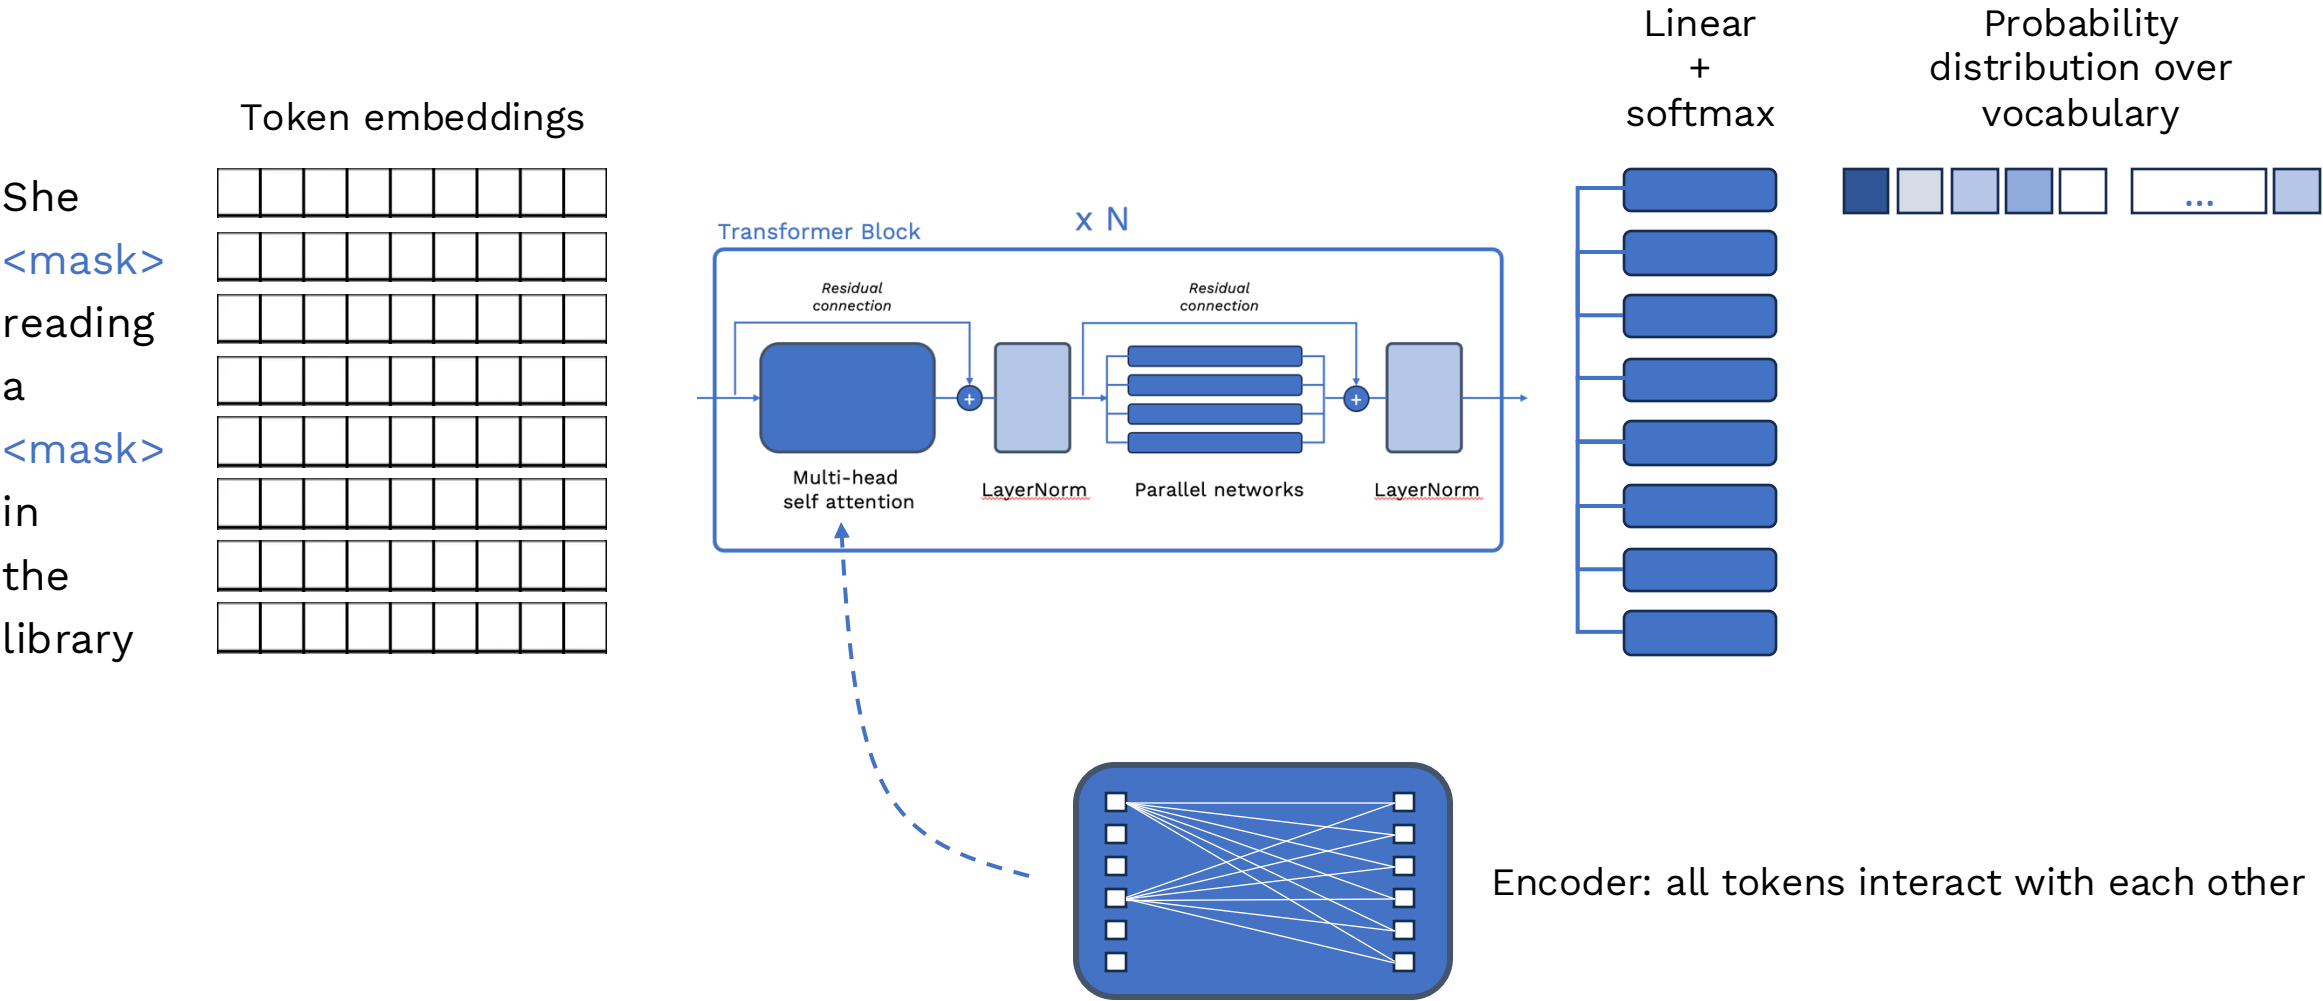 Token embeddings
She
<mask>
reading
a
<mask>
in
the
library
Transformer Block
x N
Residual
connection
Residual
connection
+
+
Multi-head
self attention
LayerNorm
Parallel networks
LayerNorm
Linear
+
softmax
Probability
distribution over
vocabulary
...
Encoder: all tokens interact with each other